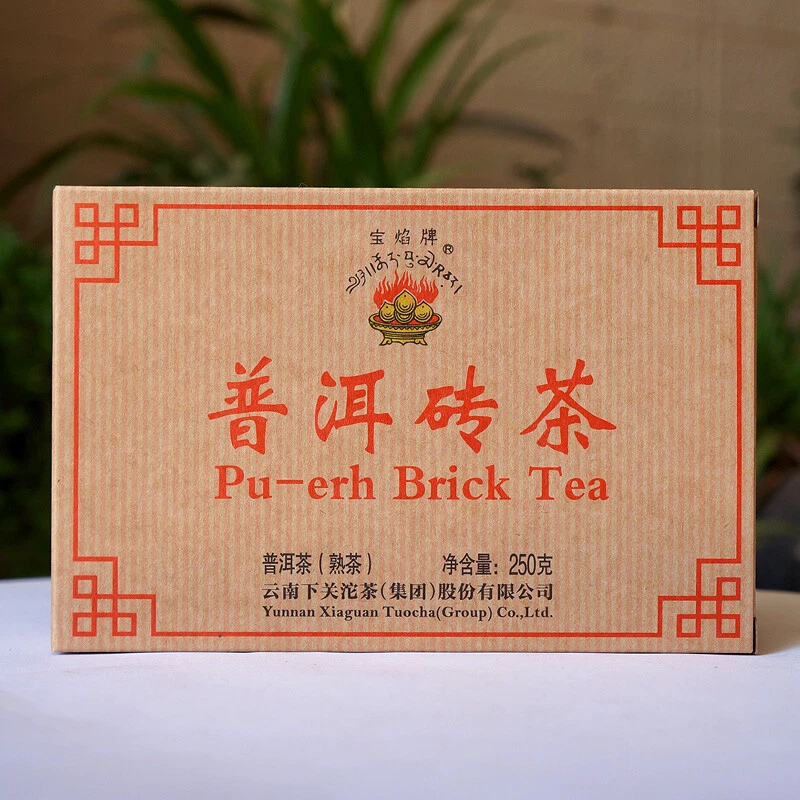 宝焰牌®
普洱砖茶
Pu-erh Brick Tea
普洱茶（熟茶） 净含量：250克
云南下关沱茶（集团）股份有限公司
Yunnan Xiaguan Tuocha(Group) Co.,Ltd.